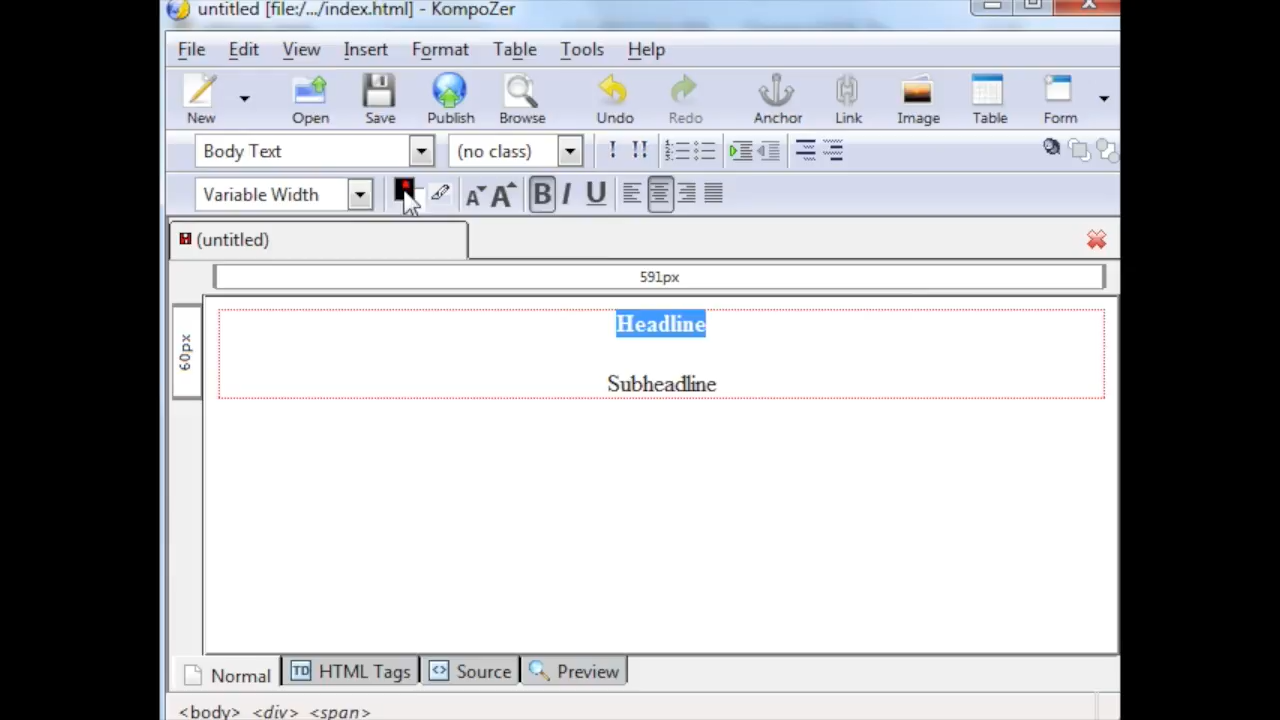 untitled [file:/.../index.html] - KompoZer
File Edit View Insert Format Table Tools Help
New Open Save Publish Browse Undo Redo Anchor Link Image Table Form
Body Text (no class) ! !!
Variable Width A A B I U
(untitled)
591px
60px
Headline
Subheadline
Normal TD HTML Tags <> Source Preview
<body> <div> <span>